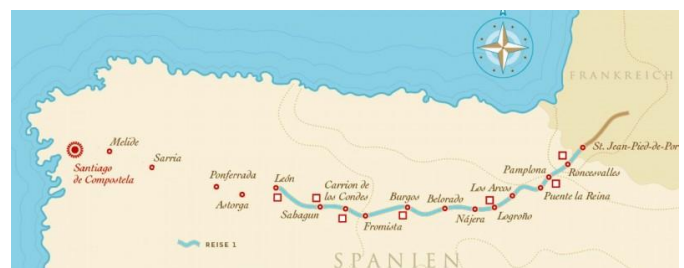 FRANKREICH
Melide
Sarria
Santiago
de Compostela
St. Jean-Pied-de-Por
Roncesvalles
Pamplona
Puente la Reina
Ponferrada
Astorga
León
Sahagun
Carrion de
los Condes
Fromista
Burgos
Belorado
Nájera
Los Arcos
Logroño
REISE 1
SPANIEN